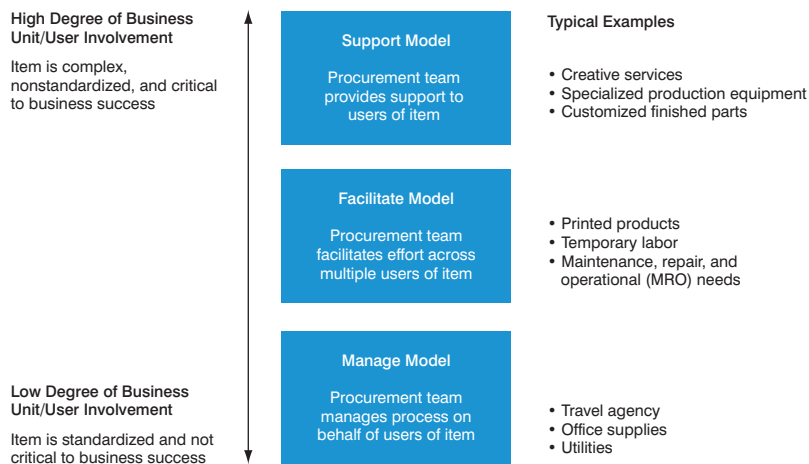 High Degree of Business
Unit/User Involvement
Item is complex,
nonstandardized, and critical
to business success
Support Model
Procurement team
provides support to
users of item
Typical Examples
• Creative services
• Specialized production equipment
• Customized finished parts
Facilitate Model
Procurement team
facilitates effort across
multiple users of item
• Printed products
• Temporary labor
• Maintenance, repair, and
operational (MRO) needs
Low Degree of Business
Unit/User Involvement
Item is standardized and not
critical to business success
Manage Model
Procurement team
manages process on
behalf of users of item
• Travel agency
• Office supplies
• Utilities